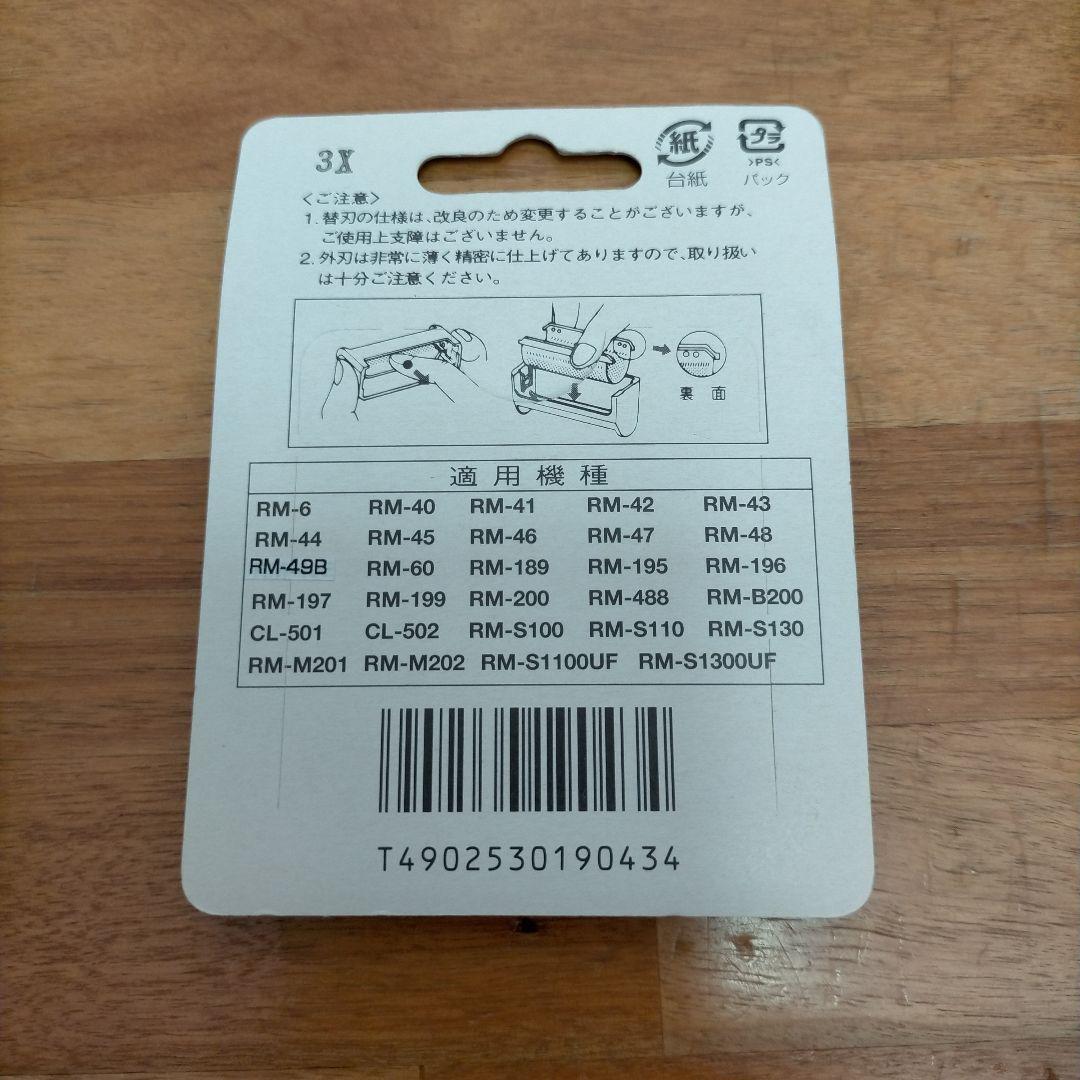 3X
紙
台紙
プラ
>PS<
パック
<ご注意>
1. 替刃の仕様は、改良のため変更することがございますが、
ご使用上支障はございません。
2. 外刃は非常に薄く精密に仕上げてありますので、取り扱い
は十分ご注意ください。
裏面
適用機種
RM-6 RM-40 RM-41 RM-42 RM-43
RM-44 RM-45 RM-46 RM-47 RM-48
RM-49B RM-60 RM-189 RM-195 RM-196
RM-197 RM-199 RM-200 RM-488 RM-B200
CL-501 CL-502 RM-S100 RM-S110 RM-S130
RM-M201 RM-M202 RM-S1100UF RM-S1300UF
T4902530190434